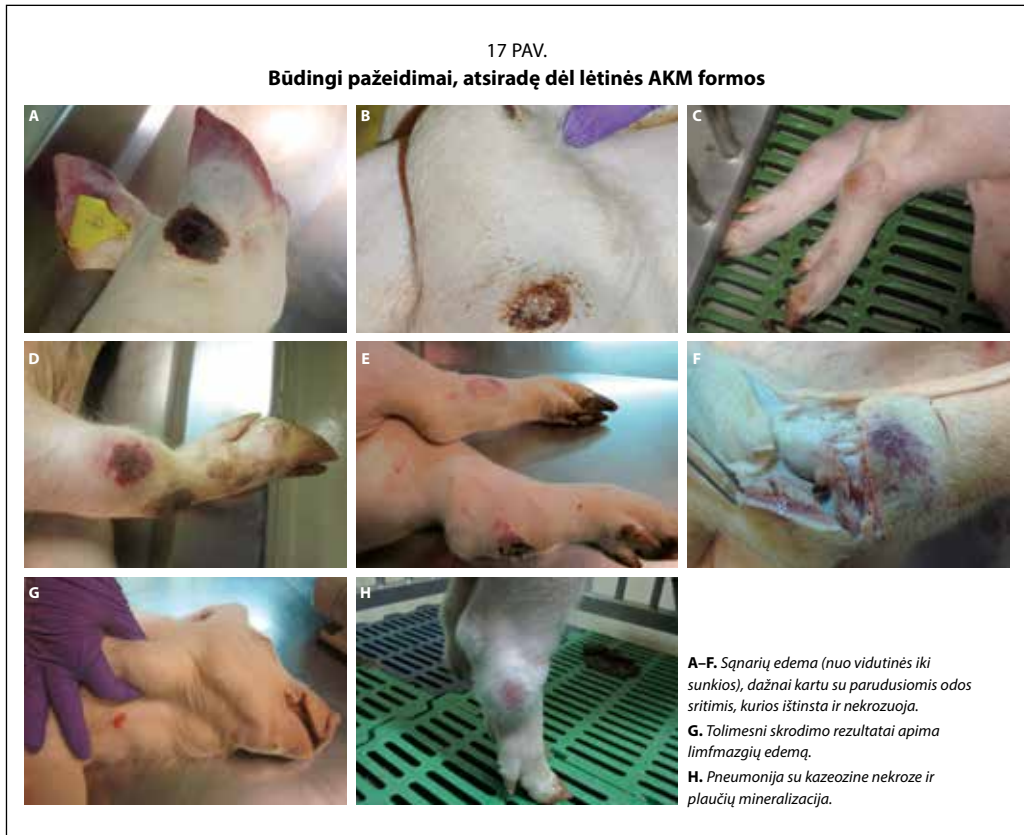 17 PAV.
Būdingi pažeidimai, atsiradę dėl lėtinės AKM formos
A
B
C
D
E
F
G
H
A–F. Sąnarių edema (nuo vidutinės iki
sunkios), dažnai kartu su parudusiomis odos
sritimis, kurios ištinsta ir nekrozuoja.
G. Tolimesni skrodimo rezultatai apima
limfmazgių edemą.
H. Pneumonija su kazeozine nekroze ir
plaučių mineralizacija.